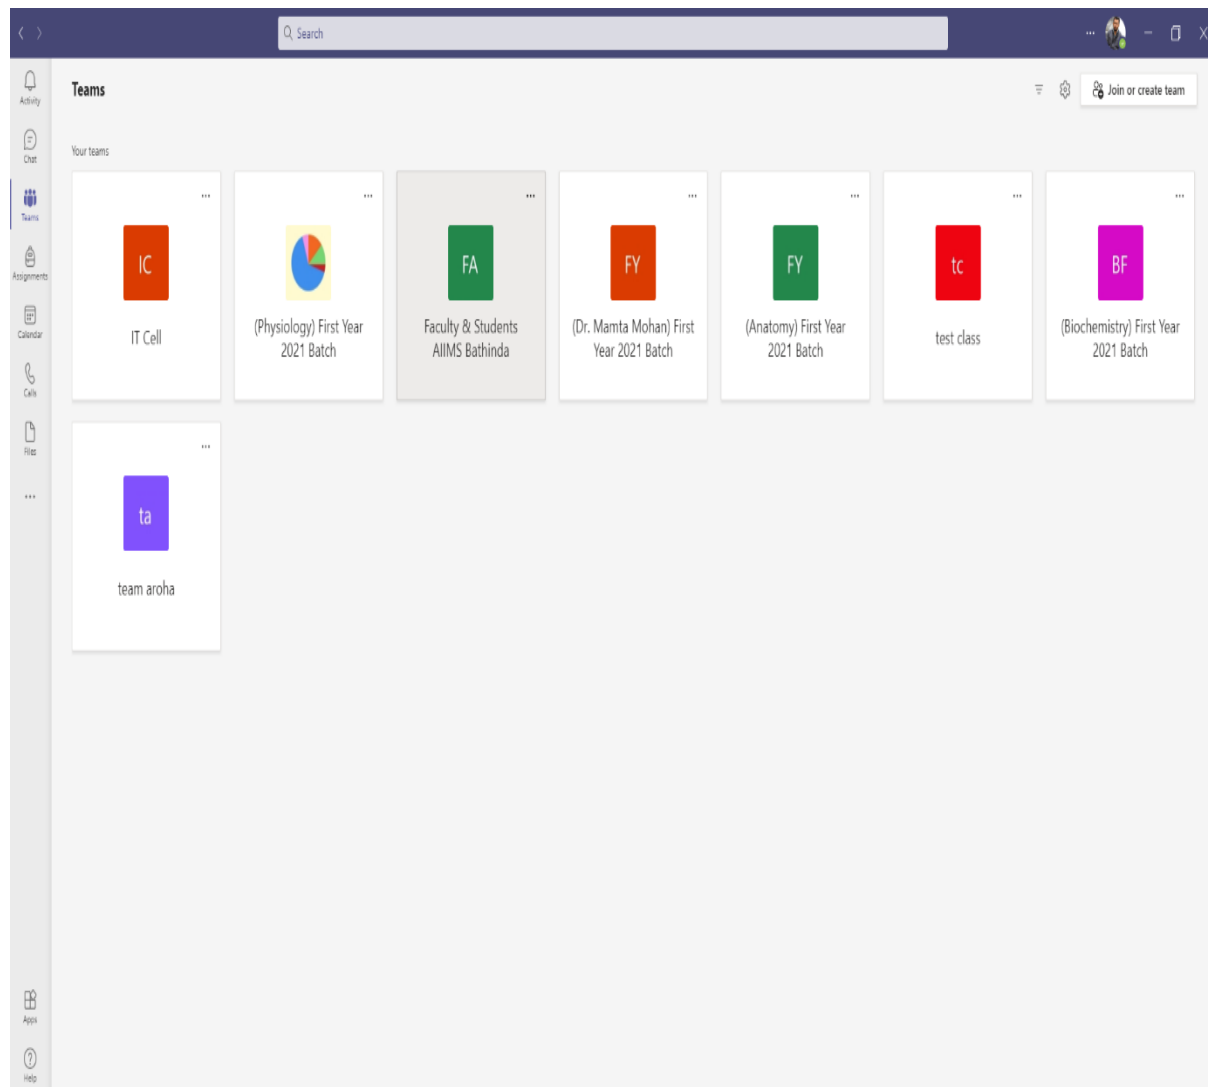 Search
Activity
Chat
Teams
Assignments
Calendar
Calls
Files
Apps
Help
Teams
Join or create team
Your teams
IC
IT Cell
(Physiology) First Year
2021 Batch
FA
Faculty & Students
AIIMS Bathinda
FY
(Dr. Mamta Mohan) First
Year 2021 Batch
FY
(Anatomy) First Year
2021 Batch
tc
test class
BF
(Biochemistry) First Year
2021 Batch
ta
team aroha